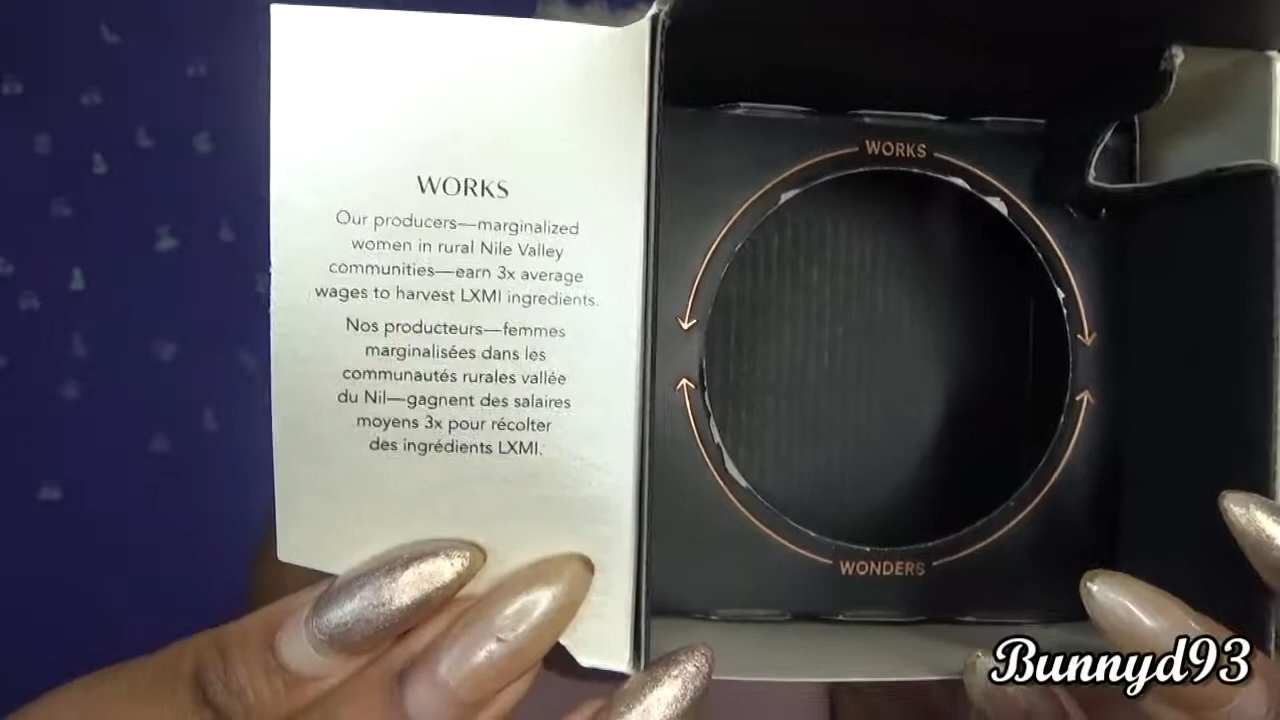 WORKS
Our producers—marginalized
women in rural Nile Valley
communities—earn 3x average
wages to harvest LXMI ingredients.
Nos producteurs—femmes
marginalisées dans les
communautés rurales vallée
du Nil—gagnent des salaires
moyens 3x pour récolter
des ingrédients LXMI.
WORKS
WONDERS
Bunnyd93